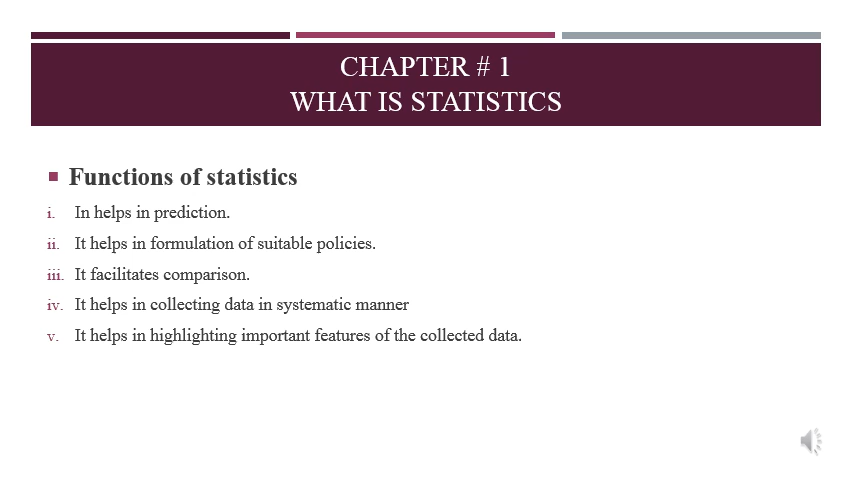 CHAPTER # 1
WHAT IS STATISTICS
Functions of statistics
i. In helps in prediction.
ii. It helps in formulation of suitable policies.
iii. It facilitates comparison.
iv. It helps in collecting data in systematic manner
v. It helps in highlighting important features of the collected data.